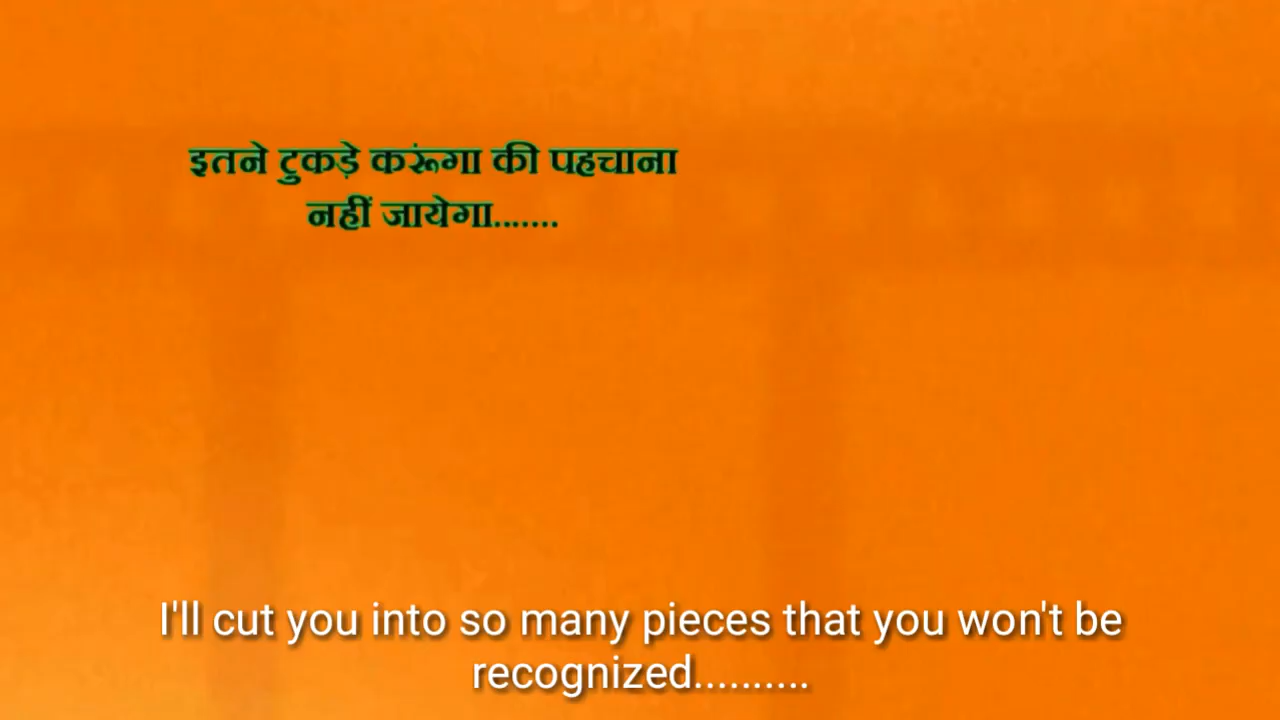 इतने टुकड़े करूंगा की पहचाना
नहीं जायेगा.......
I'll cut you into so many pieces that you won't be
recognized..........